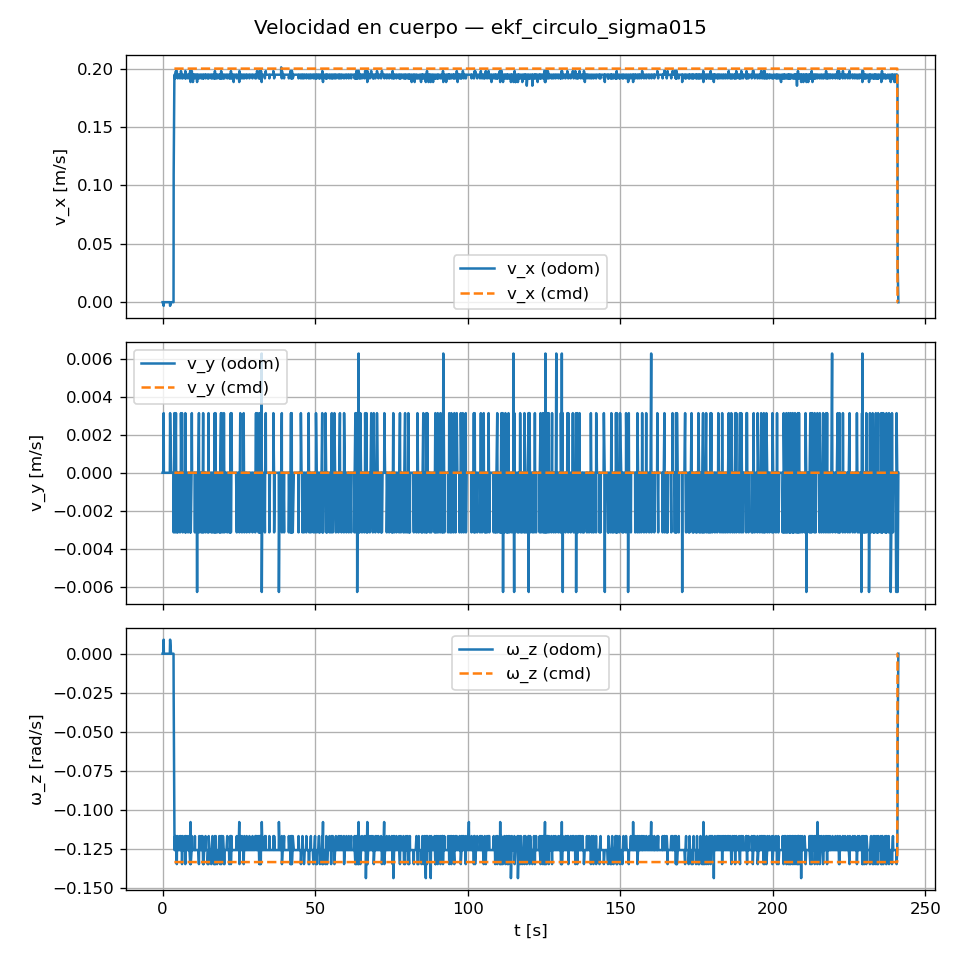 Velocidad en cuerpo — ekf_circulo_sigma015
0.20
0.15
0.10
0.05
0.00
v_x [m/s]
v_x (odom)
v_x (cmd)
0.006
0.004
0.002
0.000
−0.002
−0.004
−0.006
v_y [m/s]
v_y (odom)
v_y (cmd)
0.000
−0.025
−0.050
−0.075
−0.100
−0.125
−0.150
ω_z [rad/s]
ω_z (odom)
ω_z (cmd)
0 50 100 150 200 250
t [s]